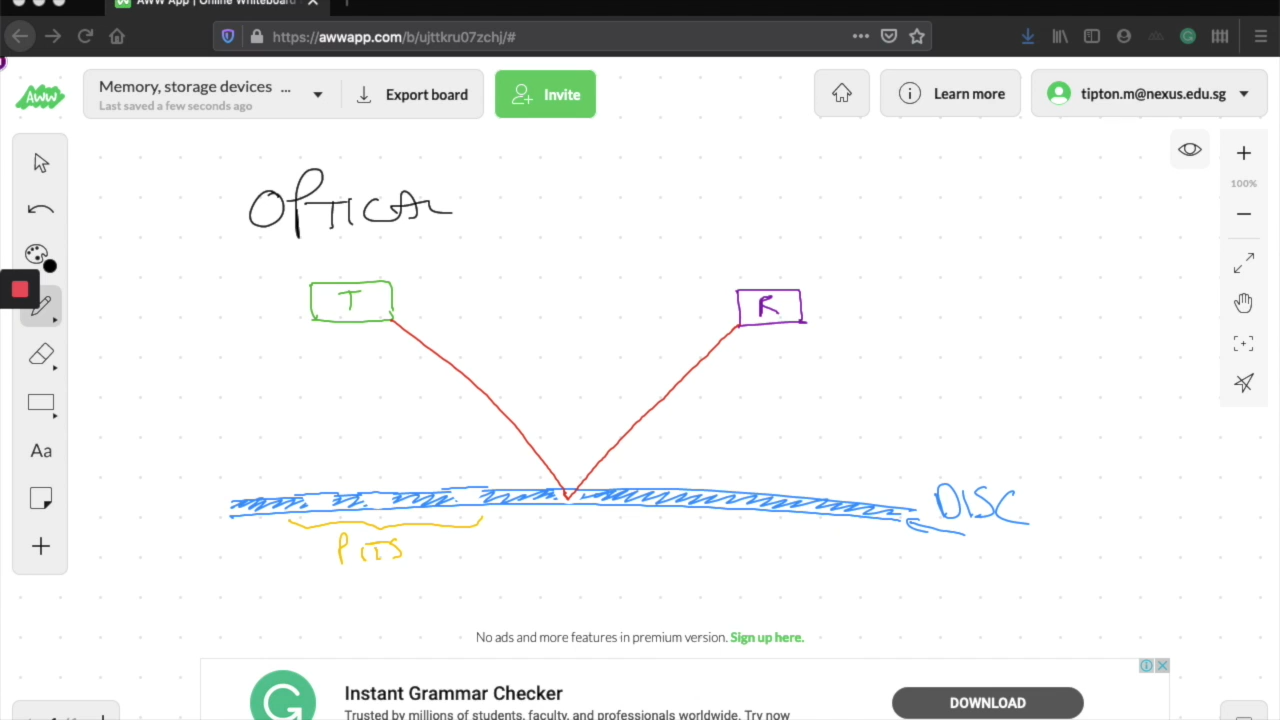 AWW App | Online Whiteboard
https://awwapp.com/b/ujttkru07zchj/#
AWW
Memory, storage devices ...
Last saved a few seconds ago
Export board
Invite
Learn more
tipton.m@nexus.edu.sg
100%
OPTICAL
T
R
Aa
DISC
PITS
No ads and more features in premium version. Sign up here.
Instant Grammar Checker
Trusted by millions of students, faculty, and professionals worldwide. Try now
DOWNLOAD